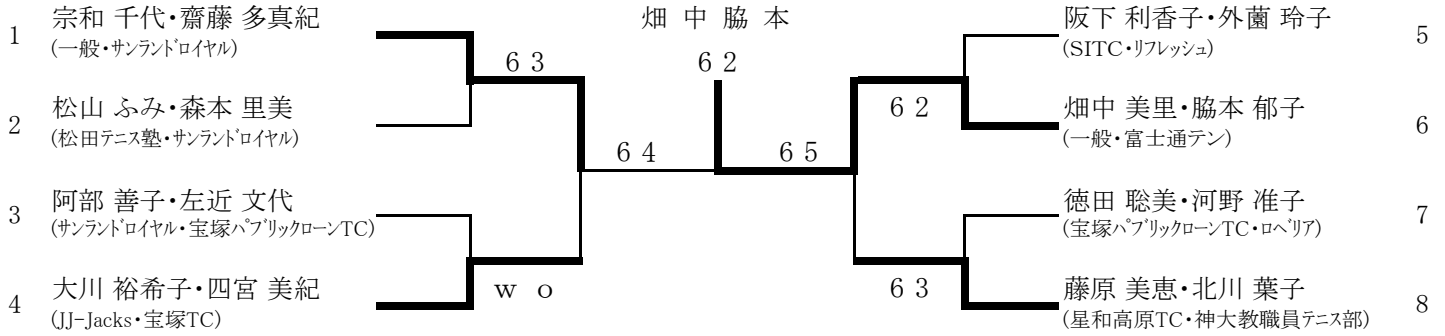 畑 中 脇 本
1 宗和 千代・齋藤 多真紀
(一般・サンランドロイヤル)
2 松山 ふみ・森本 里美
(松田テニス塾・サンランドロイヤル)
3 阿部 善子・左近 文代
(サンランドロイヤル・宝塚パブリックローンTC)
4 大川 裕希子・四宮 美紀
(JJ-Jacks・宝塚TC)
6 3
w o
6 4
6 2
6 5
6 2
6 3
阪下 利香子・外薗 玲子 5
(SITC・リフレッシュ)
畑中 美里・脇本 郁子 6
(一般・富士通テン)
徳田 聡美・河野 准子 7
(宝塚パブリックローンTC・ロペリア)
藤原 美恵・北川 葉子 8
(星和高原TC・神大教職員テニス部)